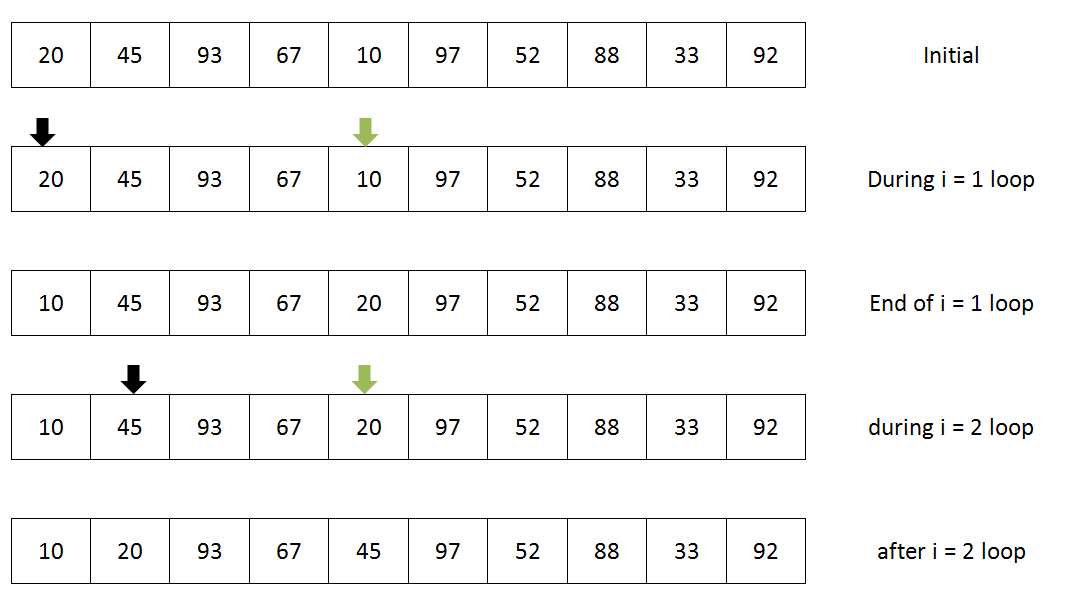 20 45 93 67 10 97 52 88 33 92 Initial
20 45 93 67 10 97 52 88 33 92 During i = 1 loop
10 45 93 67 20 97 52 88 33 92 End of i = 1 loop
10 45 93 67 20 97 52 88 33 92 during i = 2 loop
10 20 93 67 45 97 52 88 33 92 after i = 2 loop